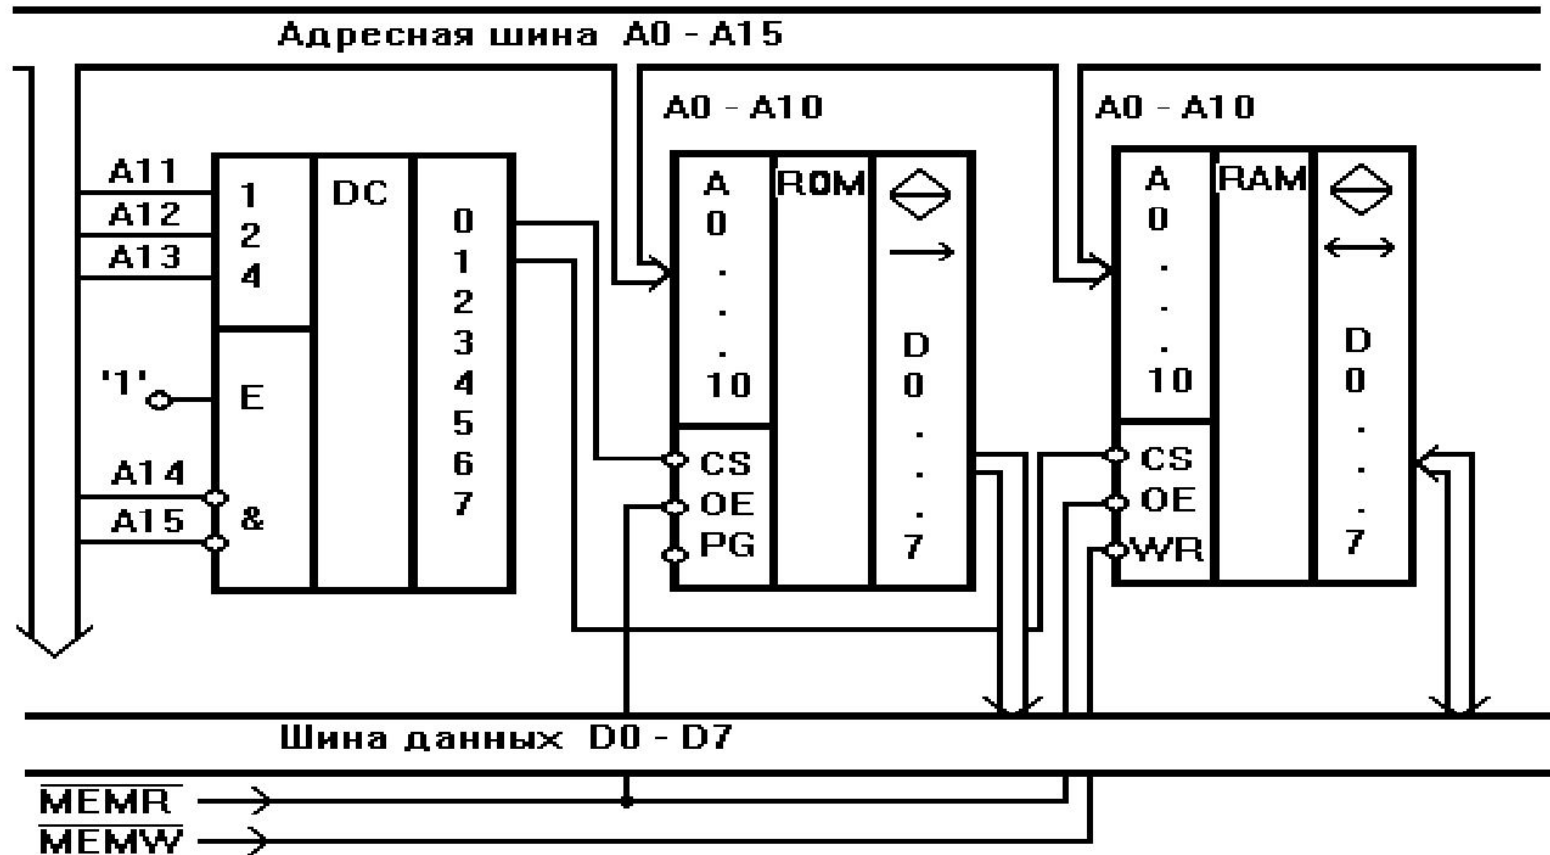 Адресная шина A0 - A15
A0 - A10
A0 - A10
A11
A12
A13
'1'
A14
A15
1
2
4
E
&
DC
0
1
2
3
4
5
6
7
A
0
.
.
.
10
CS
OE
PG
ROM
D
0
.
.
.
7
A
0
.
.
.
10
CS
OE
WR
RAM
D
0
.
.
.
7
Шина данных D0 - D7
MEMR
MEMW